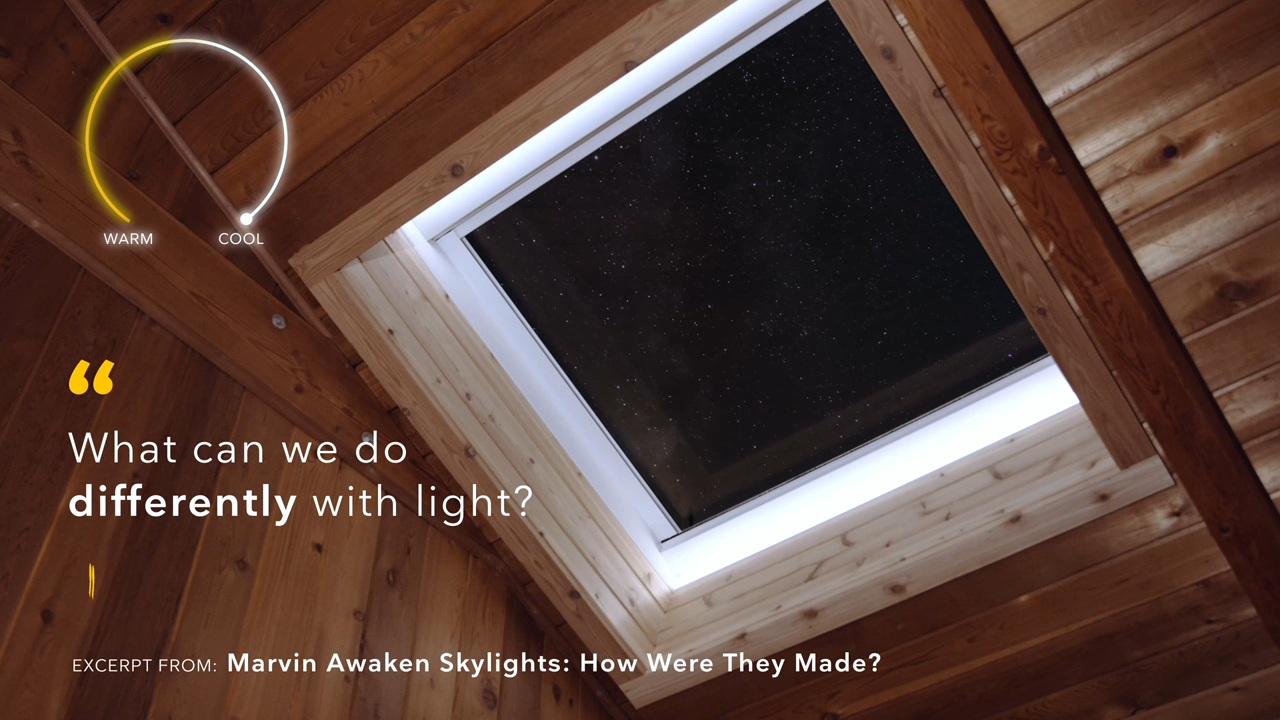 WARM COOL
“
What can we do
differently with light?
EXCERPT FROM: Marvin Awaken Skylights: How Were They Made?